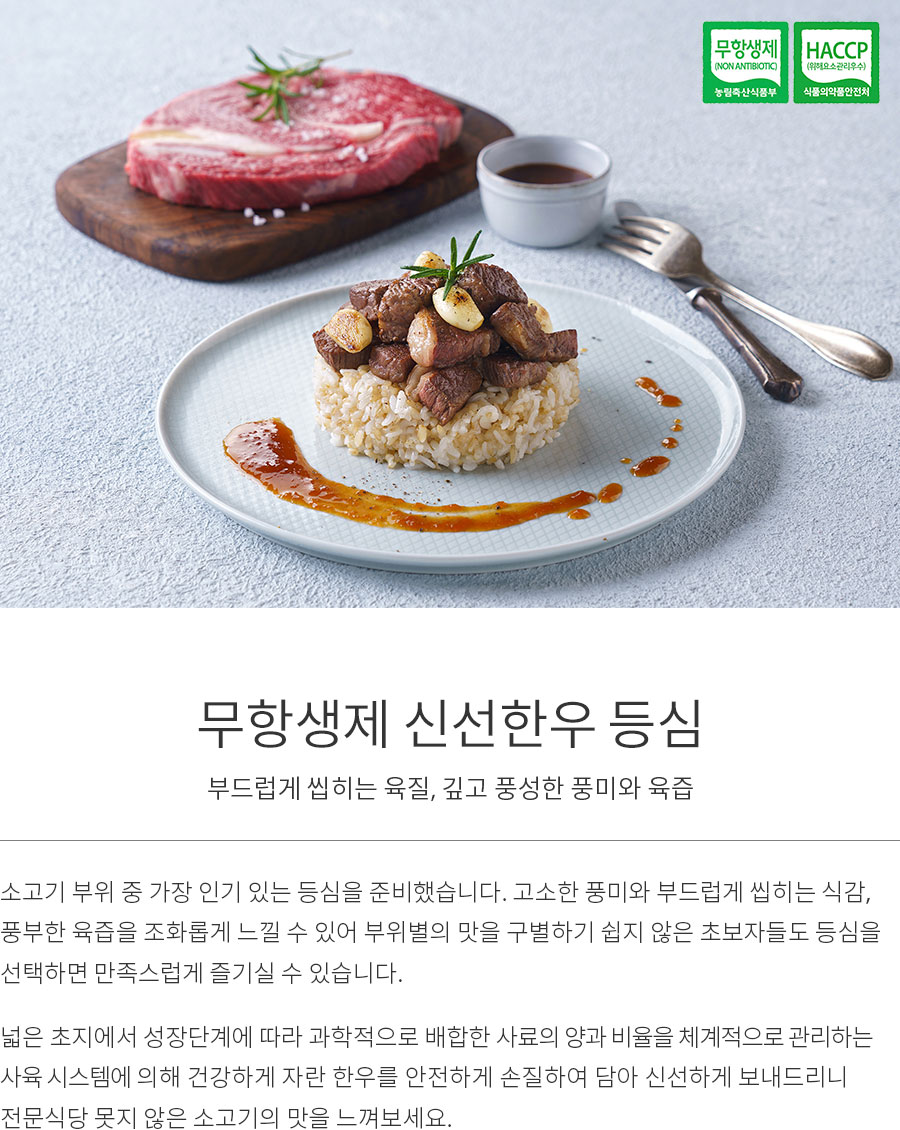 무항생제
(NON ANTIBIOTIC)
농림축산식품부
HACCP
(위해요소관리우수)
식품의약품안전처
무항생제 신선한우 등심
부드럽게 씹히는 육질, 깊고 풍성한 풍미와 육즙
소고기 부위 중 가장 인기 있는 등심을 준비했습니다. 고소한 풍미와 부드럽게 씹히는 식감,
풍부한 육즙을 조화롭게 느낄 수 있어 부위별의 맛을 구별하기 쉽지 않은 초보자들도 등심을
선택하면 만족스럽게 즐기실 수 있습니다.
넓은 초지에서 성장단계에 따라 과학적으로 배합한 사료의 양과 비율을 체계적으로 관리하는
사육 시스템에 의해 건강하게 자란 한우를 안전하게 손질하여 담아 신선하게 보내드리니
전문식당 못지 않은 소고기의 맛을 느껴보세요.